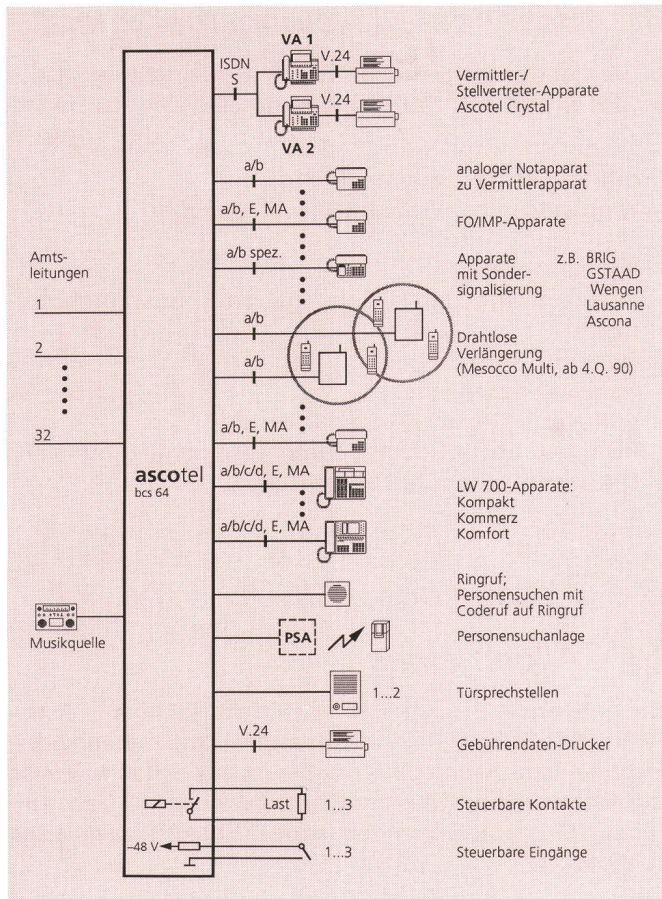 VA 1
ISDN
S
V.24
V.24
VA 2
Vermittler-/
Stellvertreter-Apparate
Ascotel Crystal
a/b
analoger Notapparat
zu Vermittlerapparat
a/b, E, MA
FO/IMP-Apparate
a/b spez.
Apparate
mit Sonder-
signalisierung
z.B. BRIG
GSTAAD
Wengen
Lausanne
Ascona
Amts-
leitungen
1
2
32
a/b
a/b
Drahtlose
Verlängerung
(Mesocco Multi, ab 4.Q. 90)
a/b, E, MA
ascotel
bcs 64
a/b/c/d, E, MA
a/b/c/d, E, MA
LW 700-Apparate:
Kompakt
Kommerz
Komfort
Ringruf;
Personensuchen mit
Coderuf auf Ringruf
Musikquelle
PSA
Personensuchanlage
1...2
Türsprechstellen
V.24
Gebührendaten-Drucker
Last
1...3
Steuerbare Kontakte
–48 V
1...3
Steuerbare Eingänge